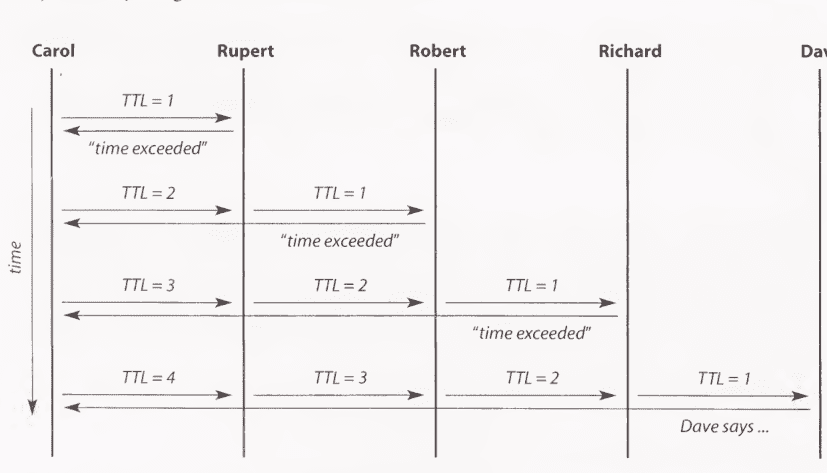 Carol Rupert Robert Richard Dav
TTL = 1
"time exceeded"
TTL = 2 TTL = 1
"time exceeded"
time
TTL = 3 TTL = 2 TTL = 1
"time exceeded"
TTL = 4 TTL = 3 TTL = 2 TTL = 1
Dave says ...